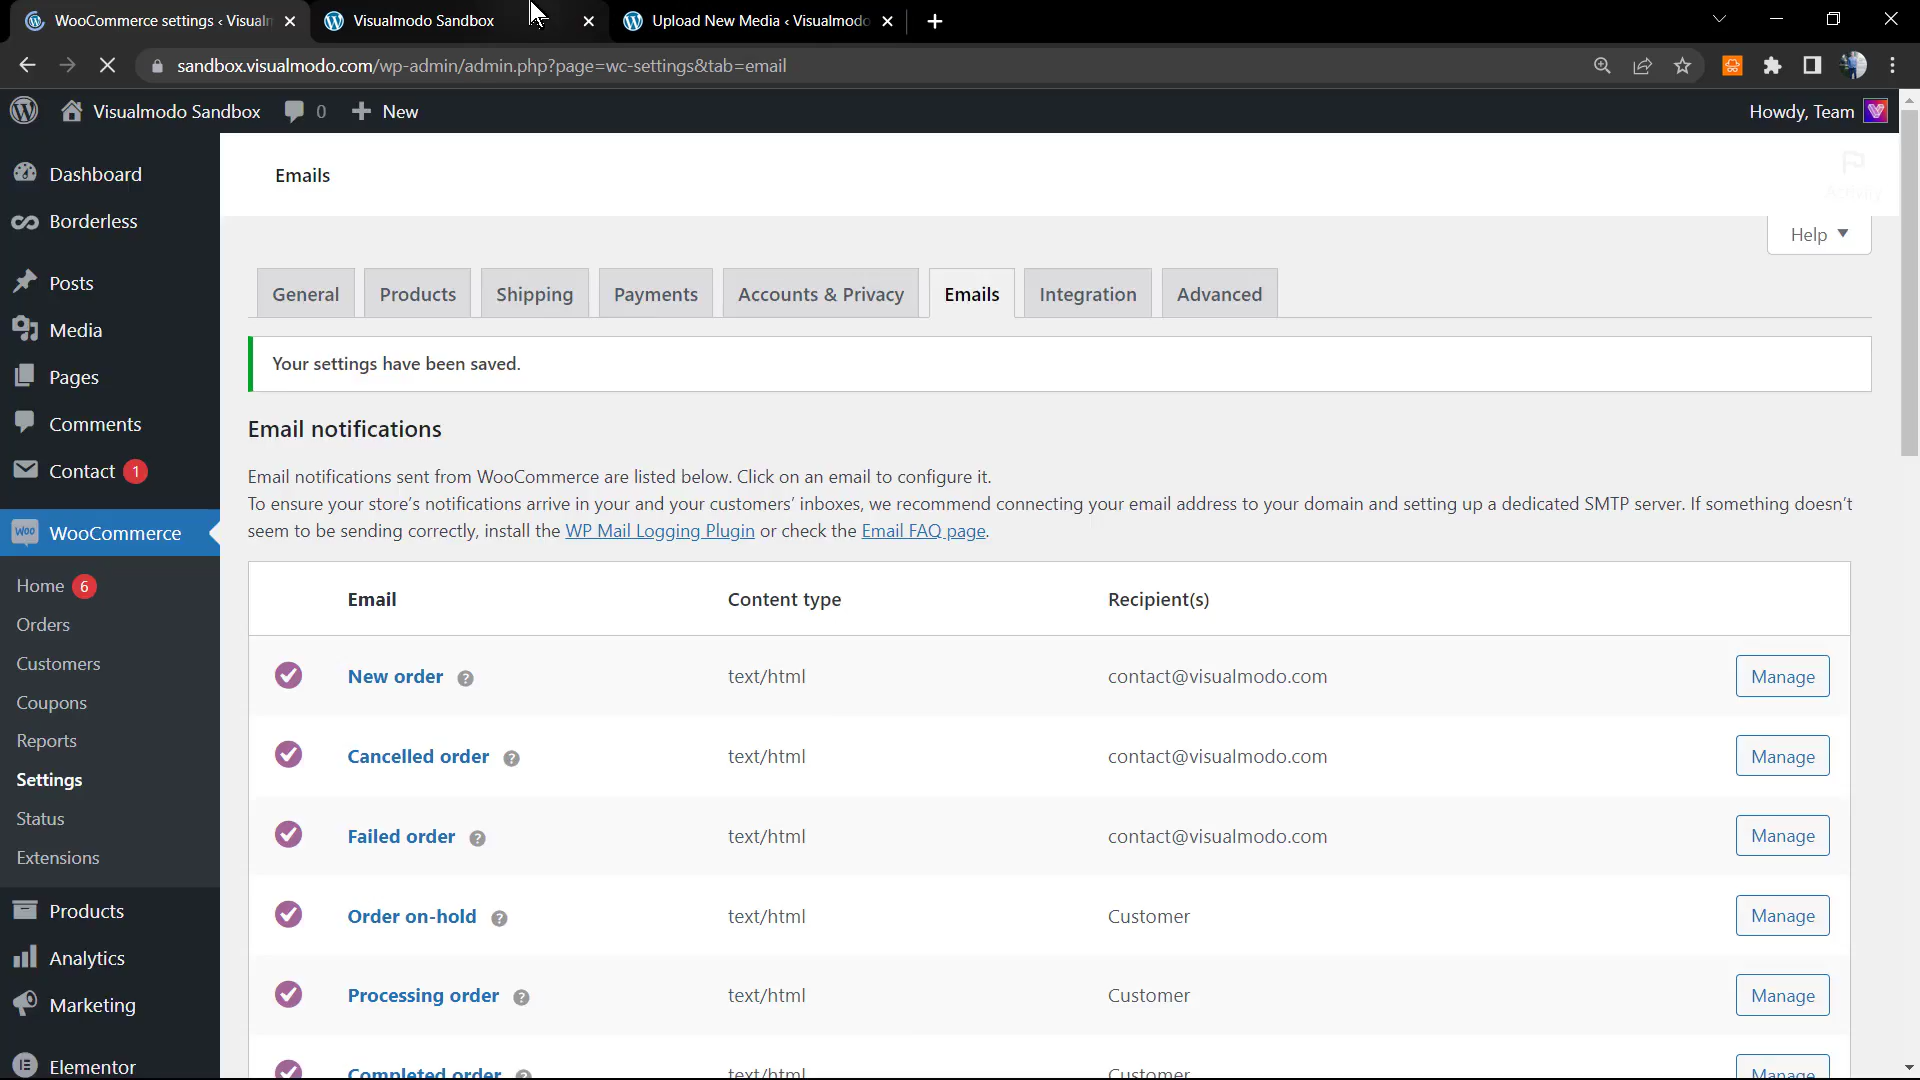 WooCommerce settings ‹ Visualm
Visualmodo Sandbox
Upload New Media ‹ Visualmodo
sandbox.visualmodo.com/wp-admin/admin.php?page=wc-settings&tab=email
Visualmodo Sandbox
0
New
Howdy, Team
Dashboard
Borderless
Posts
Media
Pages
Comments
Contact 1
WooCommerce
Home 6
Orders
Customers
Coupons
Reports
Settings
Status
Extensions
Products
Analytics
Marketing
Elementor
Emails
Help
General
Products
Shipping
Payments
Accounts & Privacy
Emails
Integration
Advanced
Your settings have been saved.
Email notifications
Email notifications sent from WooCommerce are listed below. Click on an email to configure it.
To ensure your store’s notifications arrive in your and your customers’ inboxes, we recommend connecting your email address to your domain and setting up a dedicated SMTP server. If something doesn’t
seem to be sending correctly, install the WP Mail Logging Plugin or check the Email FAQ page.
Email Content type Recipient(s)
New order ? text/html contact@visualmodo.com Manage
Cancelled order ? text/html contact@visualmodo.com Manage
Failed order ? text/html contact@visualmodo.com Manage
Order on-hold ? text/html Customer Manage
Processing order ? text/html Customer Manage
Completed order ? text/html Customer Manage